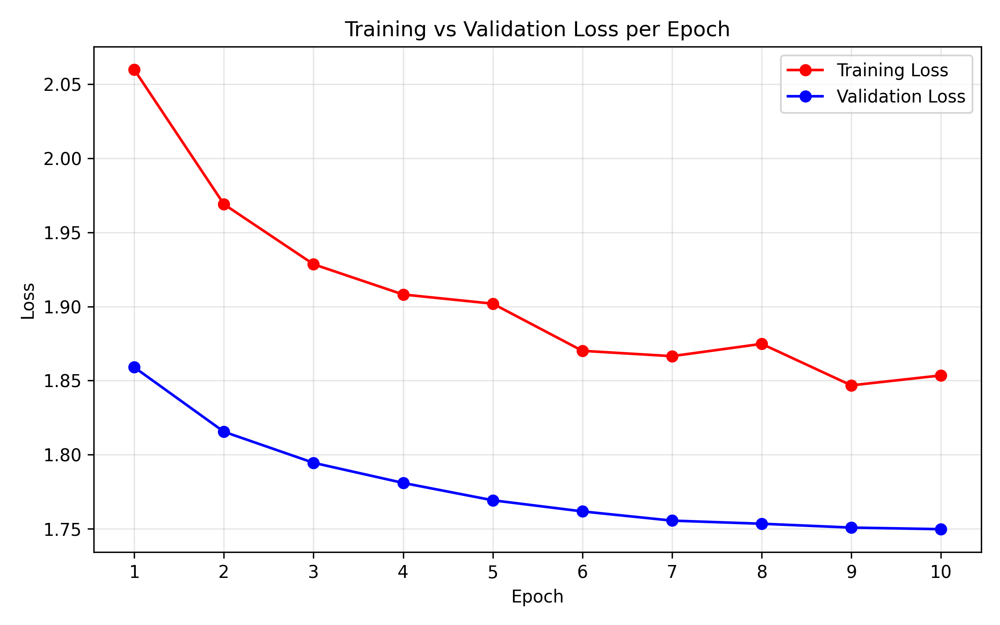 Training vs Validation Loss per Epoch
Training Loss
Validation Loss
Loss
2.05
2.00
1.95
1.90
1.85
1.80
1.75
1 2 3 4 5 6 7 8 9 10
Epoch